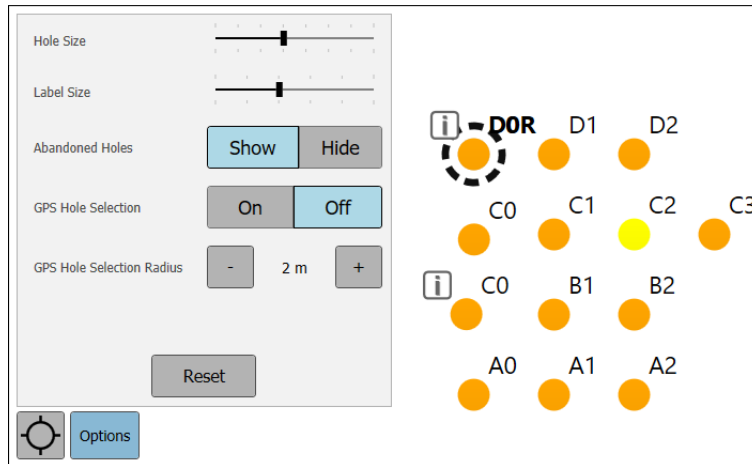 Hole Size
Label Size
Abandoned Holes Show Hide
GPS Hole Selection On Off
GPS Hole Selection Radius - 2 m +
Reset
Options
i D0R D1 D2
C0 C1 C2 C3
i C0 B1 B2
A0 A1 A2